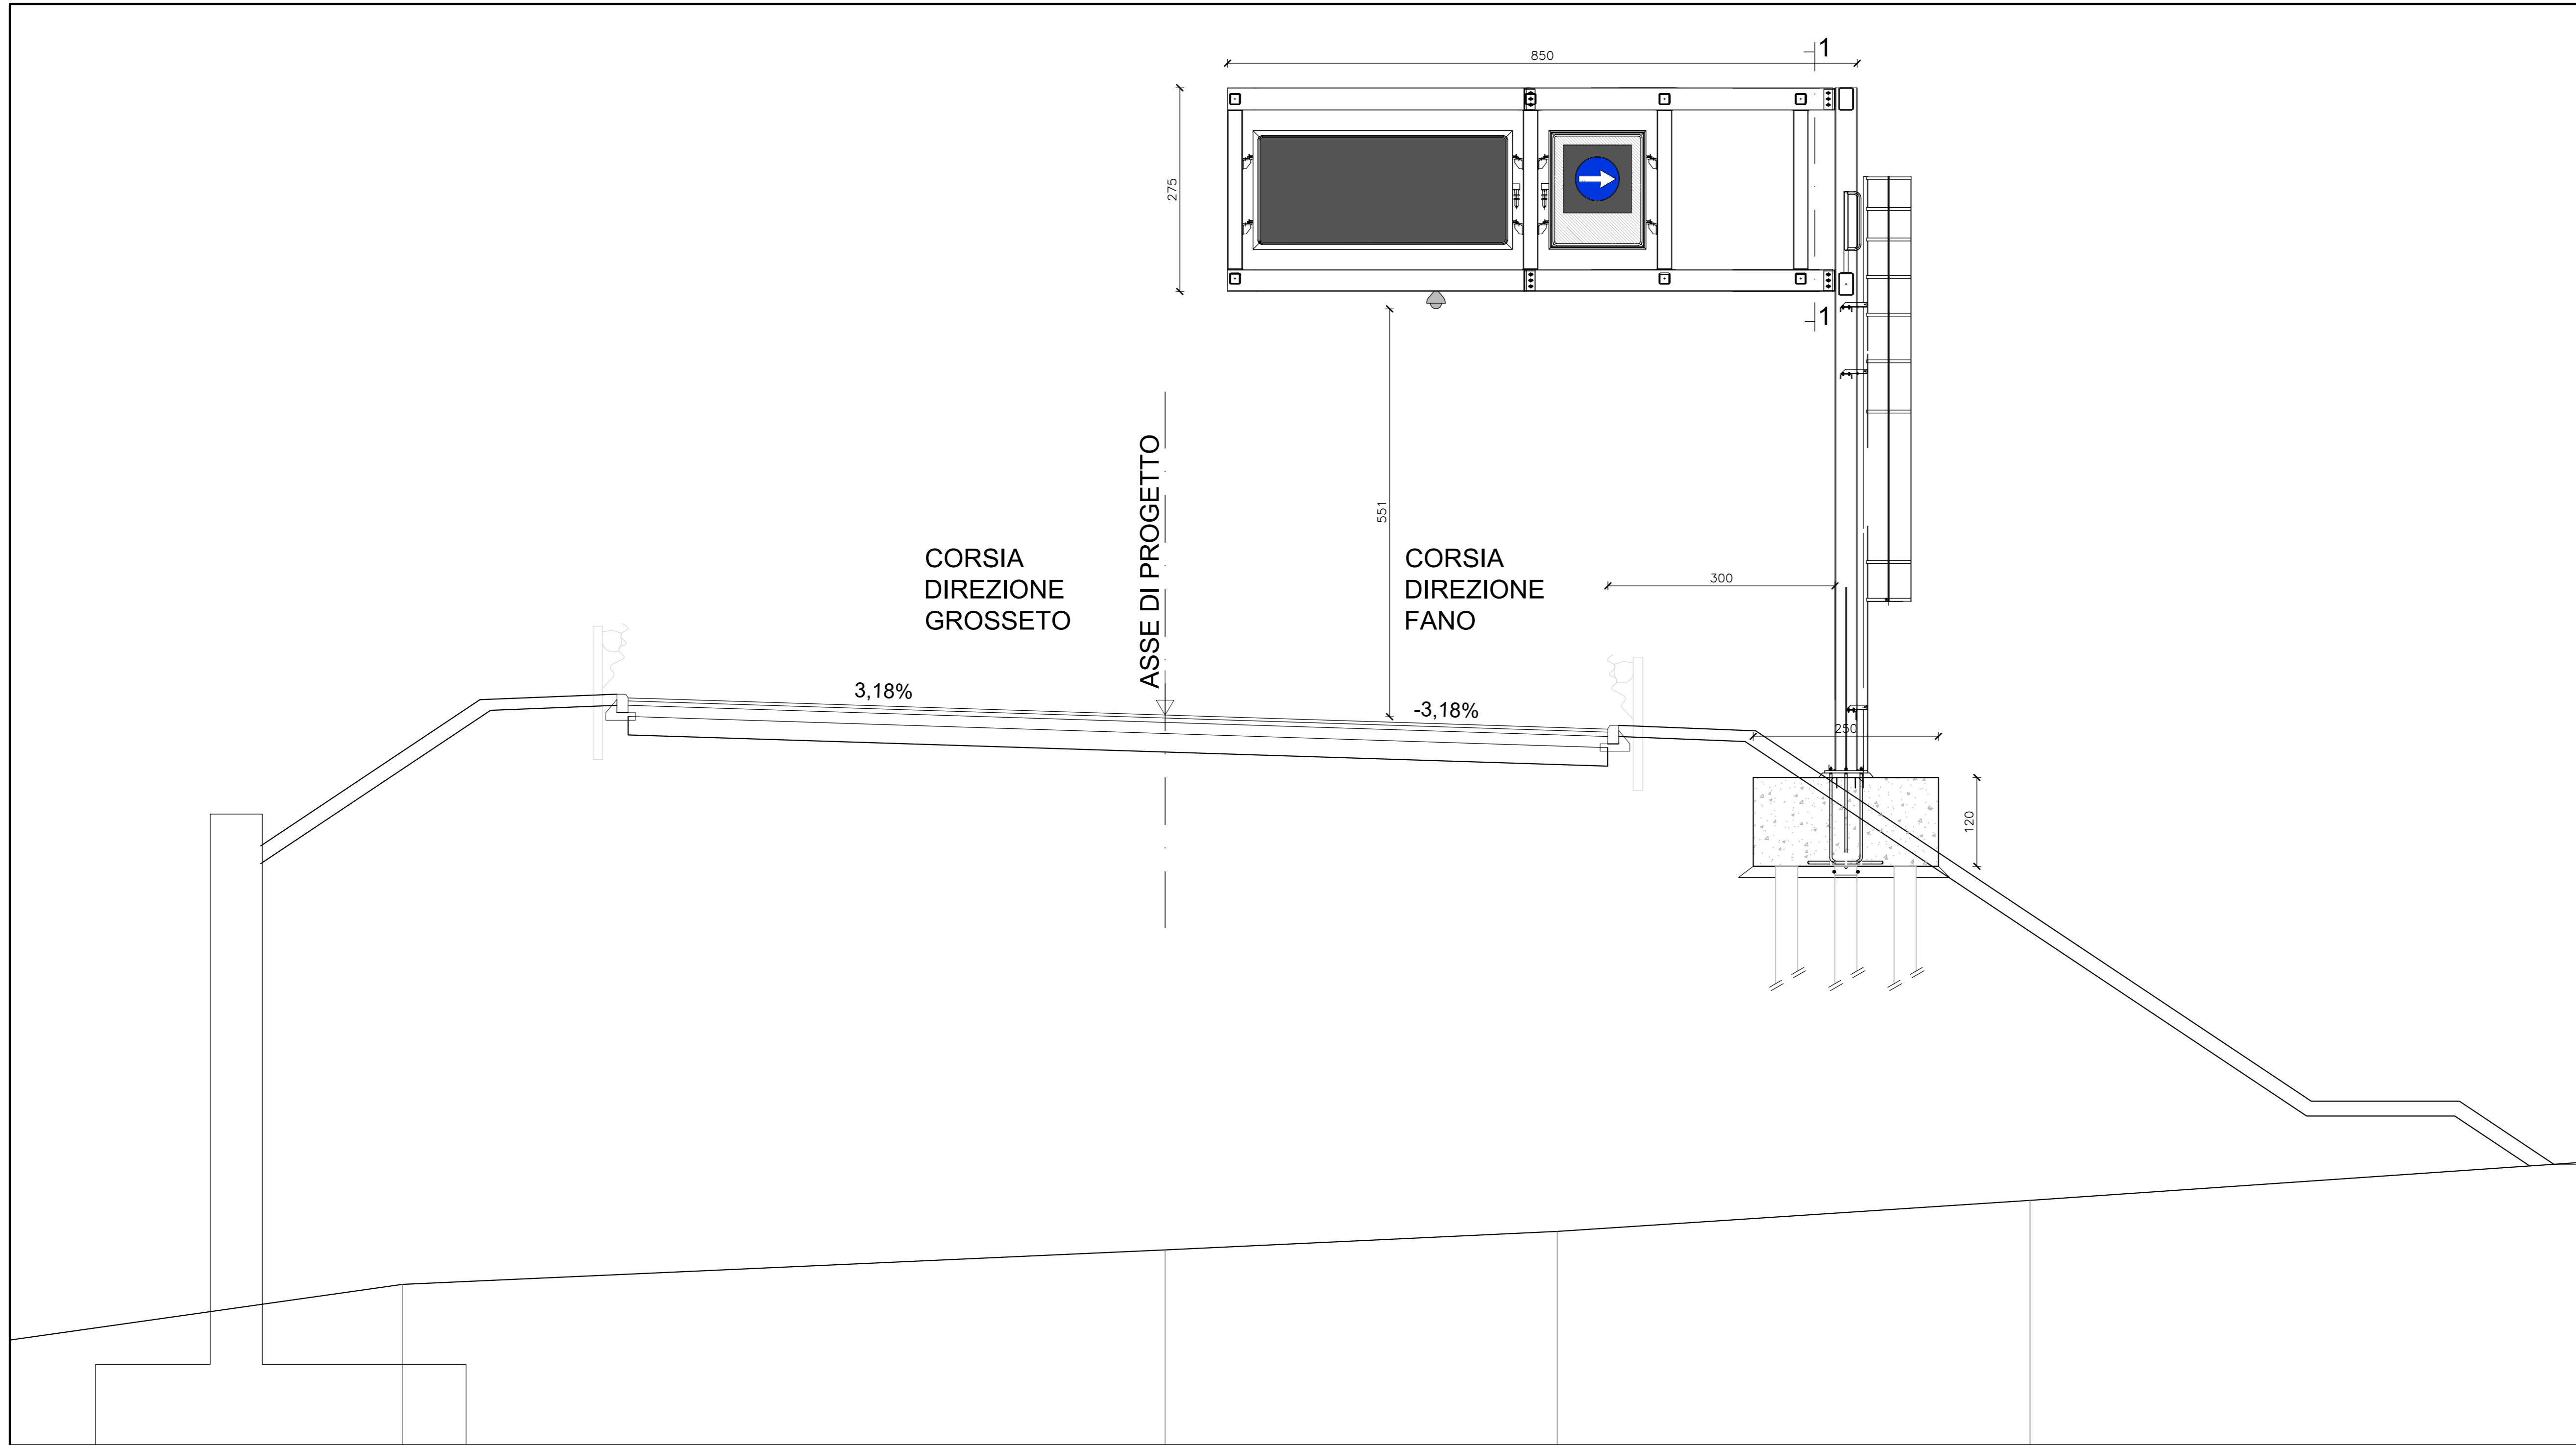 850
1
275
1
551
ASSE DI PROGETTO
CORSIA
DIREZIONE
GROSSETO
CORSIA
DIREZIONE
FANO
300
3,18%
-3,18%
250
120